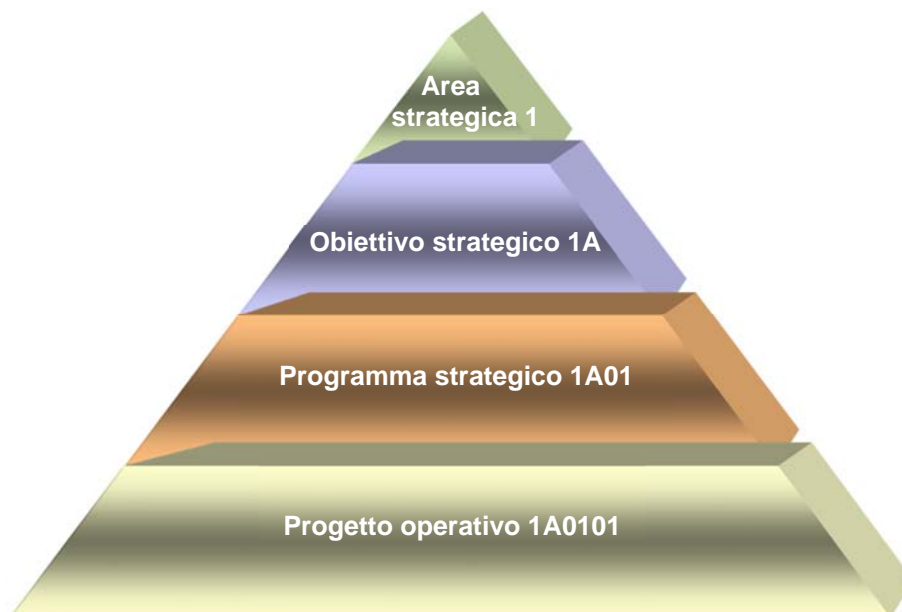 Area
strategica 1
Obiettivo strategico 1A
Programma strategico 1A01
Progetto operativo 1A0101